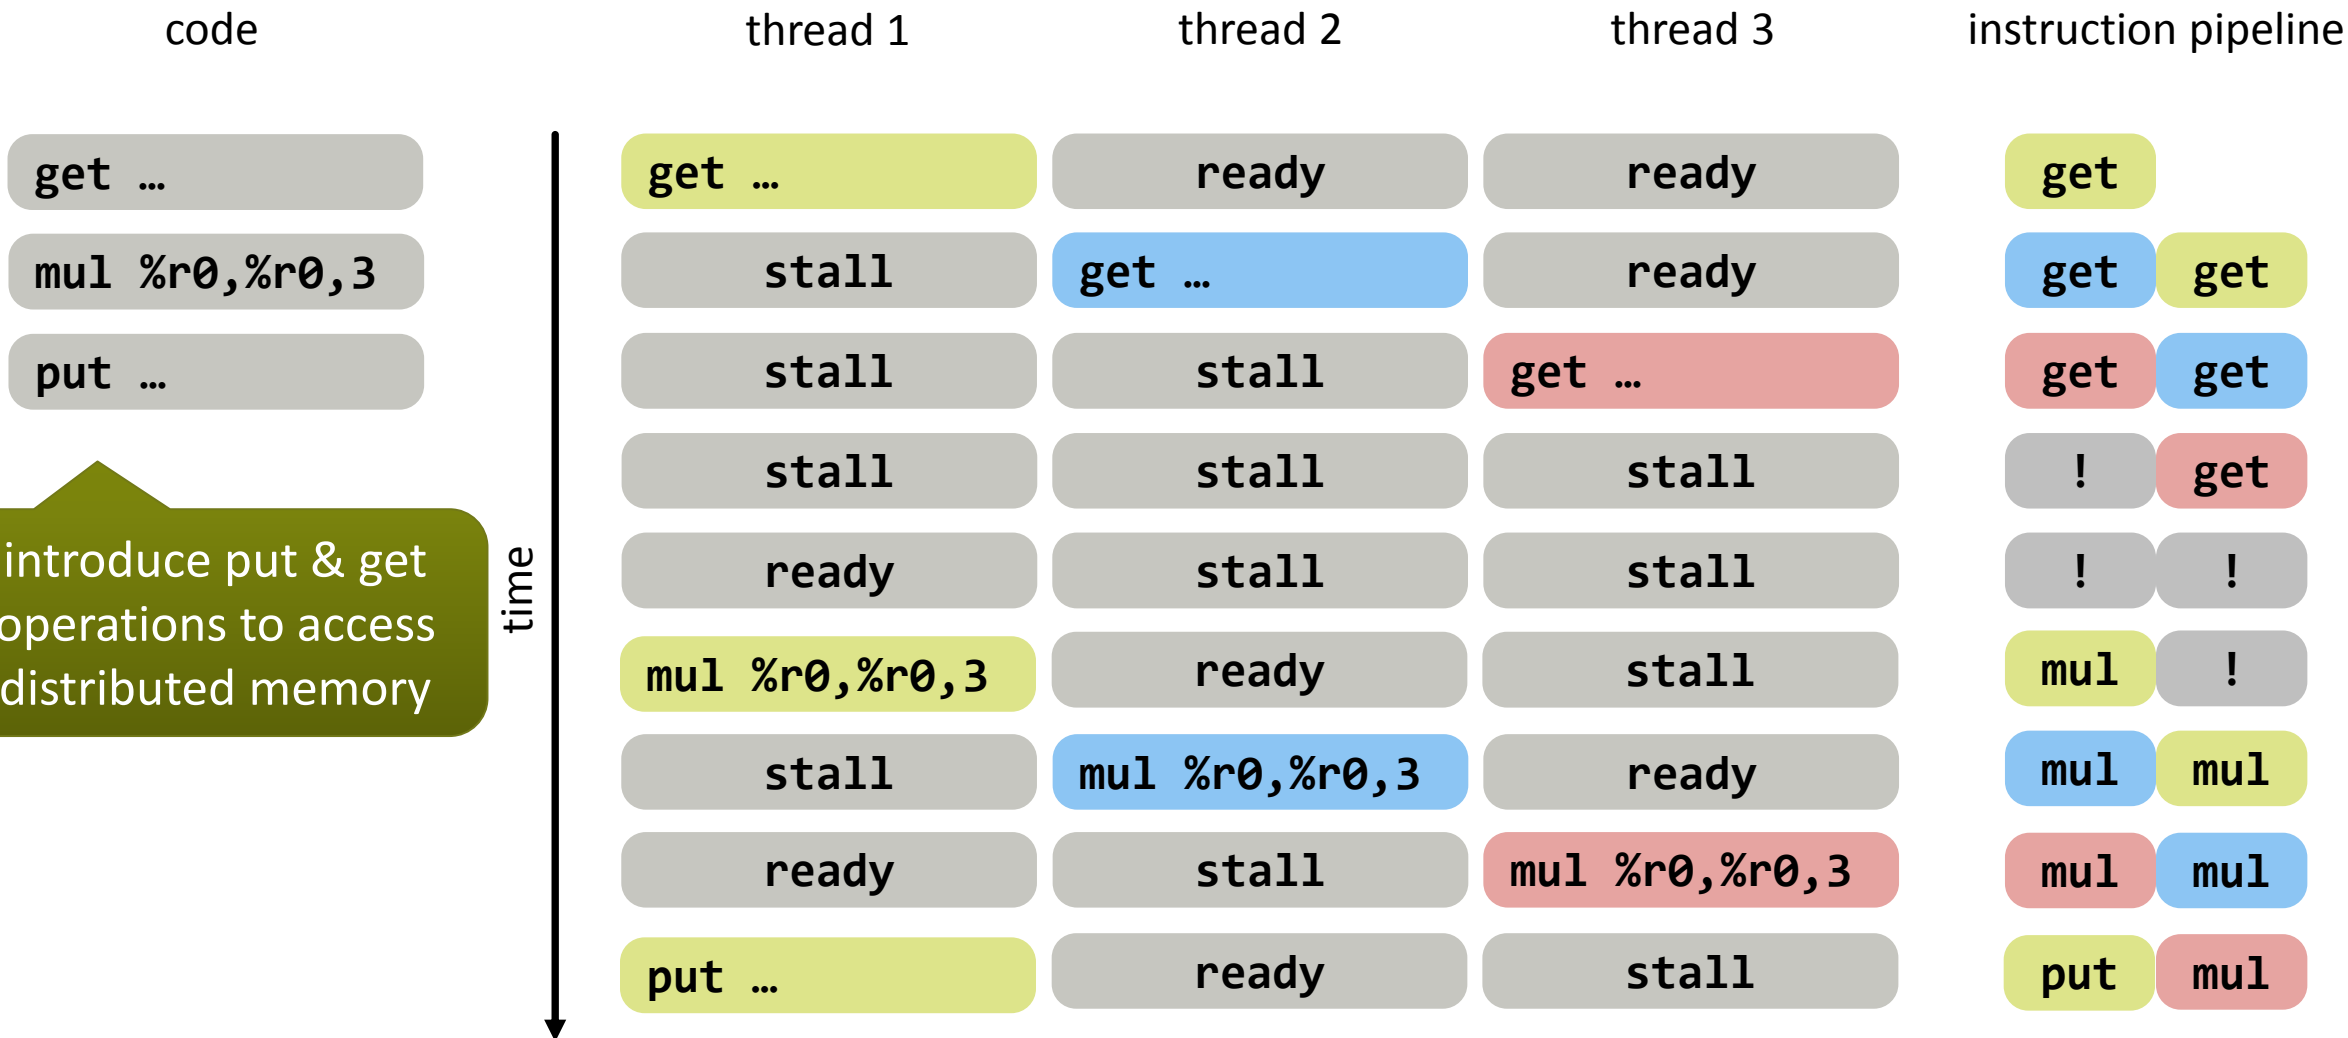 code thread 1 thread 2 thread 3 instruction pipeline
get … get … ready ready get
mul %r0,%r0,3 stall get … ready get get
put … stall stall get … get get
stall stall stall ! get
ready stall stall ! !
mul %r0,%r0,3 ready stall mul !
stall mul %r0,%r0,3 ready mul mul
ready stall mul %r0,%r0,3 mul mul
put … ready stall put mul
introduce put & get
operations to access
distributed memory
time